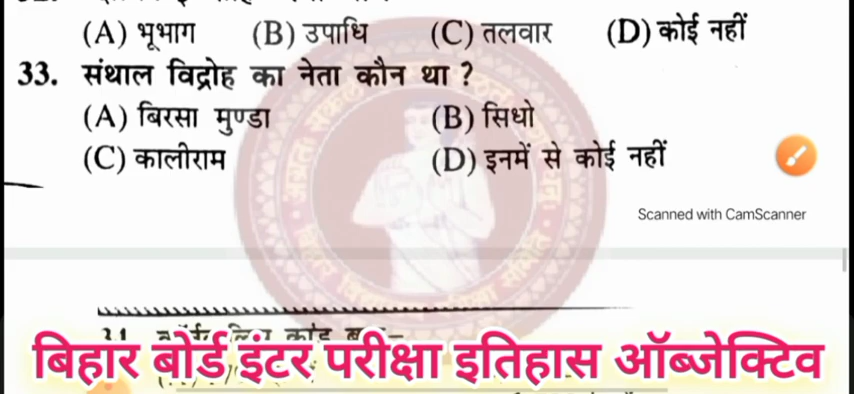 (A) भूभाग (B) उपाधि (C) तलवार (D) कोई नहीं
33. संथाल विद्रोह का नेता कौन था ?
(A) बिरसा मुण्डा (B) सिधो
(C) कालीराम (D) इनमें से कोई नहीं
Scanned with CamScanner
बिहार बोर्ड इंटर परीक्षा इतिहास ऑब्जेक्टिव